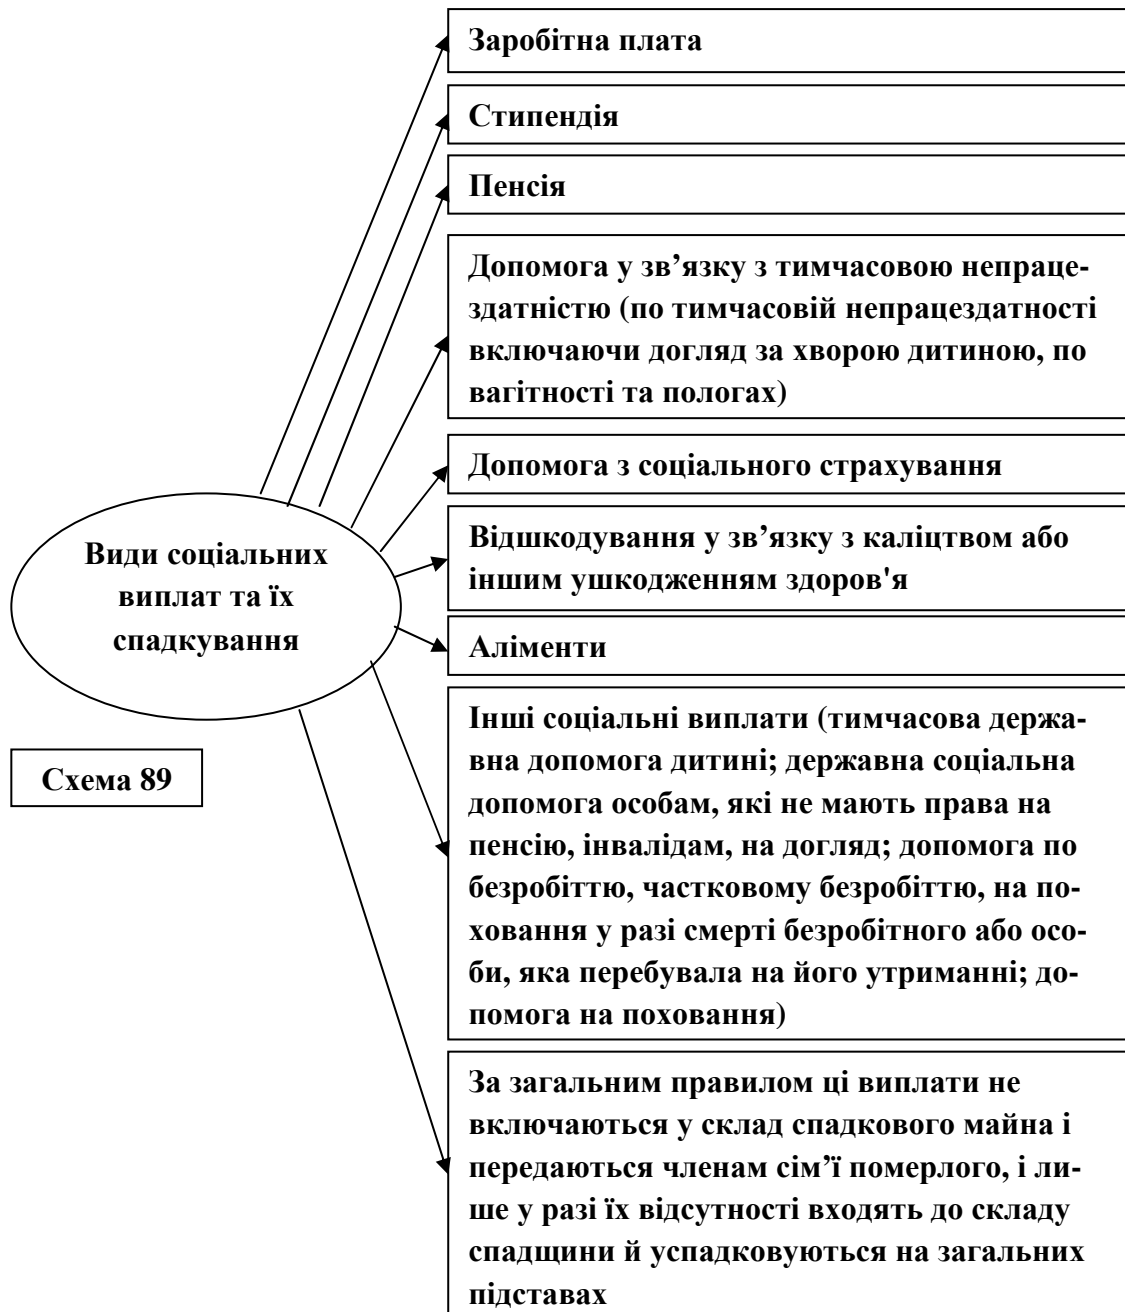 Заробітна плата
Стипендія
Пенсія
Допомога у зв’язку з тимчасовою непраце-
здатністю (по тимчасовій непрацездатності
включаючи догляд за хворою дитиною, по
вагітності та пологах)
Допомога з соціального страхування
Відшкодування у зв’язку з каліцтвом або
іншим ушкодженням здоров'я
Аліменти
Інші соціальні виплати (тимчасова держа-
вна допомога дитині; державна соціальна
допомога особам, які не мають права на
пенсію, інвалідам, на догляд; допомога по
безробіттю, частковому безробіттю, на по-
ховання у разі смерті безробітного або осо-
би, яка перебувала на його утриманні; до-
помога на поховання)
За загальним правилом ці виплати не
включаються у склад спадкового майна і
передаються членам сім’ї померлого, і ли-
ше у разі їх відсутності входять до складу
спадщини й успадковуються на загальних
підставах
Види соціальних
виплат та їх
спадкування
Схема 89